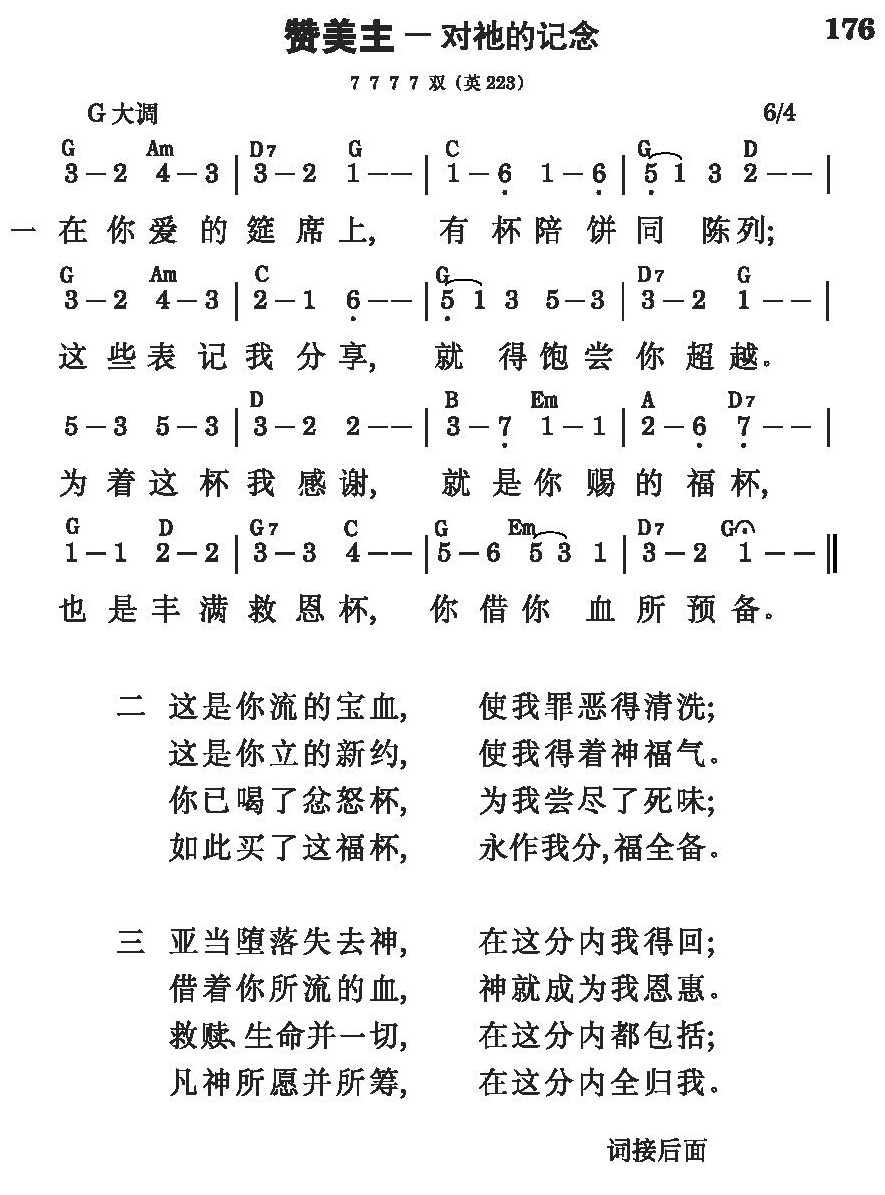 赞美主－对祂的记念 176
7 7 7 7 双（英223）
G大调 6/4
G Am D7 G C G D
3－2 4－3 | 3－2 1－－ | 1－6̣ 1－6̣ | 5̣ 1 3 2－－ |
一 在你爱的筵席上, 有杯陪饼同陈列;
G Am C G D7 G
3－2 4－3 | 2－1 6̣－－ | 5̣ 1 3 5－3 | 3－2 1－－ |
这些表记我分享, 就得饱尝你超越。
D B Em A D7
5－3 5－3 | 3－2 2－－ | 3－7̣ 1－1 | 2－6̣ 7̣－－ |
为着这杯我感谢, 就是你赐的福杯,
G D G7 C G Em D7 G
1－1 2－2 | 3－3 4－－ | 5－6 5 3 1 | 3－2 1－－ ‖
也是丰满救恩杯, 你借你血所预备。
二 这是你流的宝血, 使我罪恶得清洗;
这是你立的新约, 使我得着神福气。
你已喝了忿怒杯, 为我尝尽了死味;
如此买了这福杯, 永作我分,福全备。
三 亚当堕落失去神, 在这分内我得回;
借着你所流的血, 神就成为我恩惠。
救赎、生命并一切, 在这分内都包括;
凡神所愿并所筹, 在这分内全归我。
词接后面